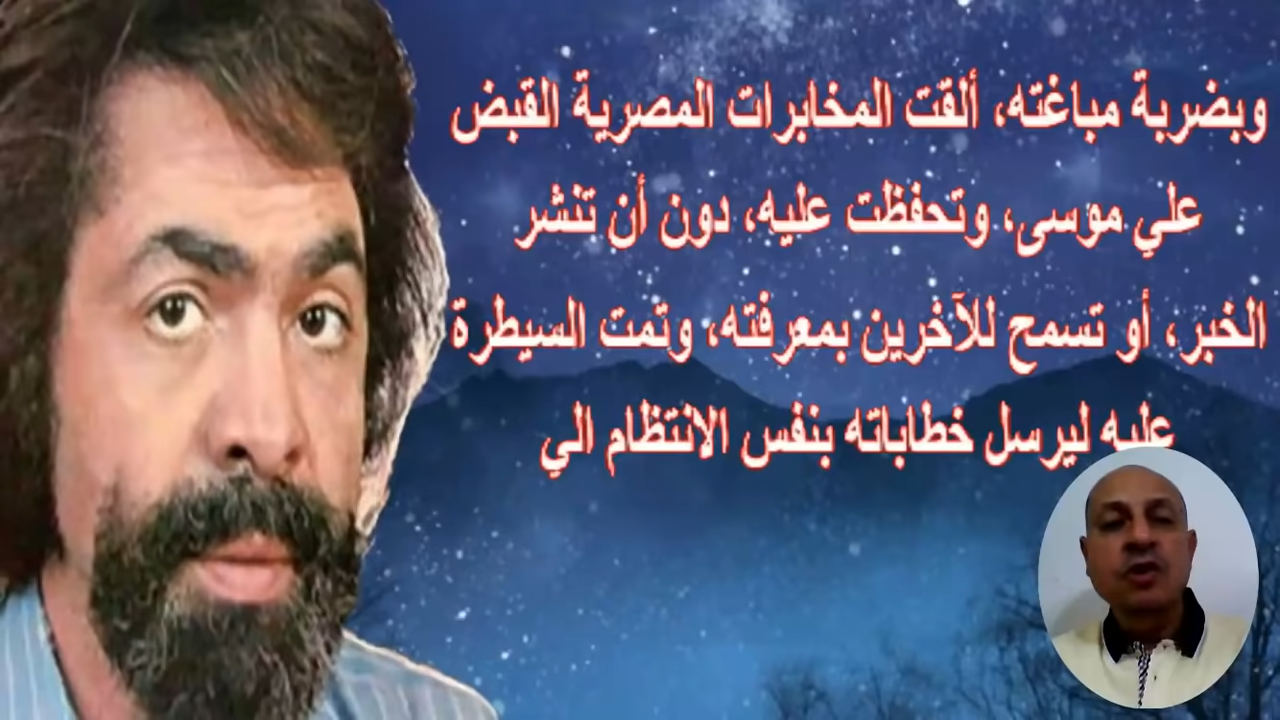 وبضربة مباغته، ألقت المخابرات المصرية القبض
علي موسى، وتحفظت عليه، دون أن تنشر
الخبر، أو تسمح للآخرين بمعرفته، وتمت السيطرة
عليه ليرسل خطاباته بنفس الانتظام الي